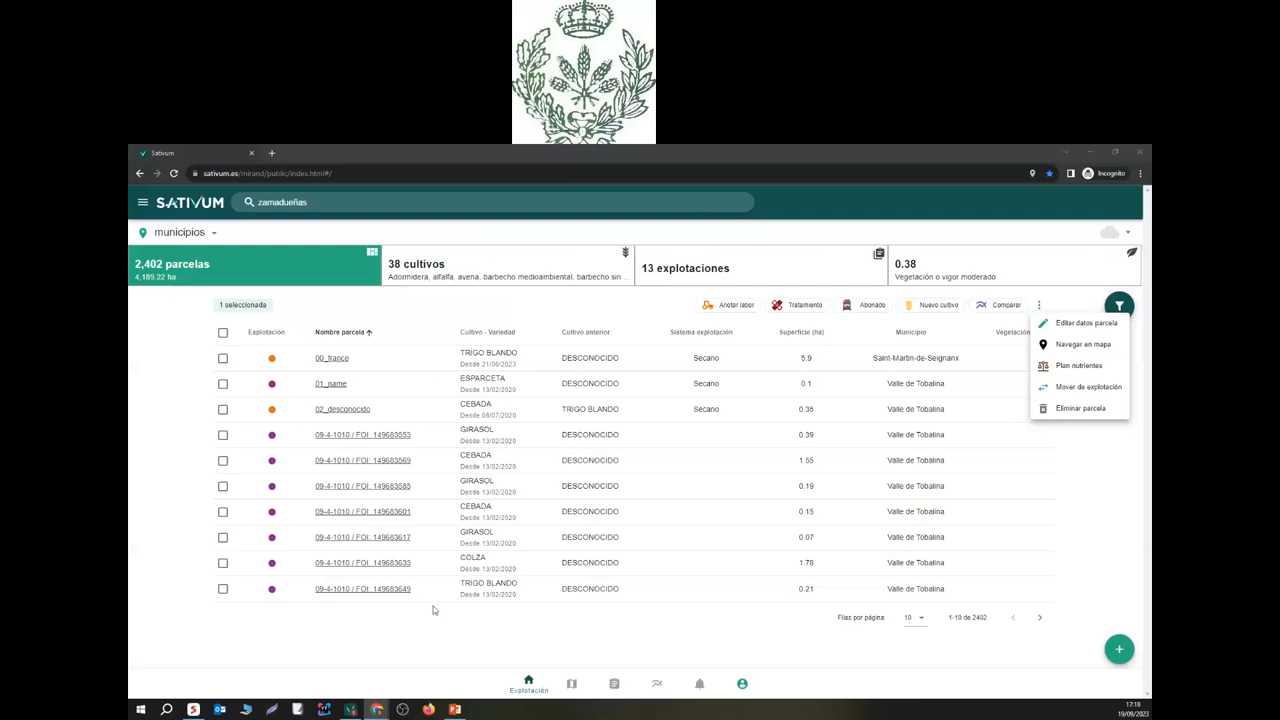 Sativum
sativum.es/mirand/public/index.html#/
Incognito
SATIVUM
zamadueñas
municipios
2,402 parcelas
4,169.22 ha
38 cultivos
Adormidera, alfalfa, avena, barbecho medioambiental, barbecho sin ...
13 explotaciones
0.38
Vegetación o vigor moderado
1 seleccionada
Anotar labor
Tratamiento
Abonado
Nuevo cultivo
Comparar
Editar datos parcela
Navegar en mapa
Plan nutrientes
Mover de explotación
Eliminar parcela
Explotación Nombre parcela Cultivo - Variedad Cultivo anterior Sistema explotación Superficie (ha) Municipio Vegetación
00_france TRIGO BLANDO DESCONOCIDO Secano 5.9 Saint-Martin-de-Seignanx
Desde 21/06/2023
01_name ESPARCETA DESCONOCIDO Secano 0.1 Valle de Tobalina
Desde 13/02/2020
02_desconocido CEBADA TRIGO BLANDO Secano 0.35 Valle de Tobalina
Desde 08/07/2022
09-4-1010 / FOI: 149683553 GIRASOL DESCONOCIDO 0.39 Valle de Tobalina
Desde 13/02/2020
09-4-1010 / FOI: 149683569 CEBADA DESCONOCIDO 1.55 Valle de Tobalina
Desde 13/02/2020
09-4-1010 / FOI: 149683585 GIRASOL DESCONOCIDO 0.19 Valle de Tobalina
Desde 13/02/2020
09-4-1010 / FOI: 149683601 CEBADA DESCONOCIDO 0.15 Valle de Tobalina
Desde 13/02/2020
09-4-1010 / FOI: 149683617 GIRASOL DESCONOCIDO 0.07 Valle de Tobalina
Desde 13/02/2020
09-4-1010 / FOI: 149683633 COLZA DESCONOCIDO 1.78 Valle de Tobalina
Desde 13/02/2020
09-4-1010 / FOI: 149683649 TRIGO BLANDO DESCONOCIDO 0.21 Valle de Tobalina
Desde 13/02/2020
Filas por página: 10 1-10 de 2402
Explotación
17:18
19/09/2023